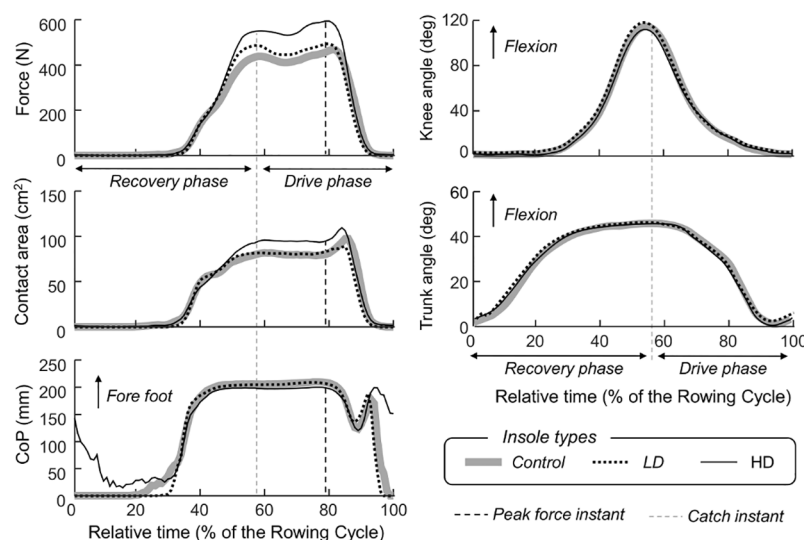 600
400
200
0
Force (N)
Recovery phase
Drive phase
150
100
50
0
Contact area (cm²)
250
200
150
100
50
0
CoP (mm)
Fore foot
0 20 40 60 80 100
Relative time (% of the Rowing Cycle)
120
80
40
0
Knee angle (deg)
Flexion
60
40
20
0
Trunk angle (deg)
Flexion
0 20 40 60 80 100
Recovery phase
Drive phase
Relative time (% of the Rowing Cycle)
Insole types
Control LD HD
Peak force instant Catch instant